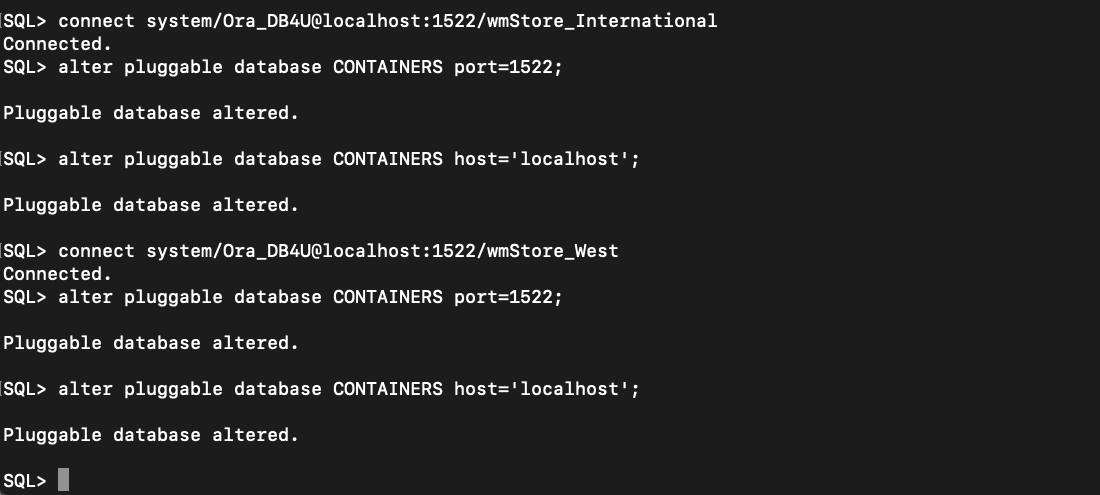 SQL> connect system/Ora_DB4U@localhost:1522/wmStore_International
Connected.
SQL> alter pluggable database CONTAINERS port=1522;
Pluggable database altered.
SQL> alter pluggable database CONTAINERS host='localhost';
Pluggable database altered.
SQL> connect system/Ora_DB4U@localhost:1522/wmStore_West
Connected.
SQL> alter pluggable database CONTAINERS port=1522;
Pluggable database altered.
SQL> alter pluggable database CONTAINERS host='localhost';
Pluggable database altered.
SQL>